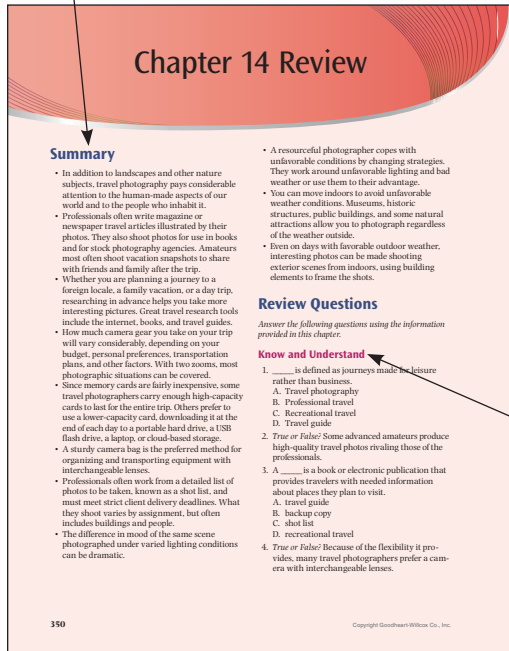 Chapter 14 Review
Summary
• In addition to landscapes and other nature
subjects, travel photography pays considerable
attention to the human-made aspects of our
world and to the people who inhabit it.
• Professionals often write magazine or
newspaper travel articles illustrated by their
photos. They also shoot photos for use in books
and for stock photography agencies. Amateurs
most often shoot vacation snapshots to share
with friends and family after the trip.
• Whether you are planning a journey to a
foreign locale, a family vacation, or a day trip,
researching in advance helps you take more
interesting pictures. Great travel research tools
include the internet, books, and travel guides.
• How much camera gear you take on your trip
will vary considerably, depending on your
budget, personal preferences, transportation
plans, and other factors. With two zooms, most
photographic situations can be covered.
• Since memory cards are fairly inexpensive, some
travel photographers carry enough high-capacity
cards to last for the entire trip. Others prefer to
use a lower-capacity card, downloading it at the
end of each day to a portable hard drive, a USB
flash drive, a laptop, or cloud-based storage.
• A sturdy camera bag is the preferred method for
organizing and transporting equipment with
interchangeable lenses.
• Professionals often work from a detailed list of
photos to be taken, known as a shot list, and
must meet strict client delivery deadlines. What
they shoot varies by assignment, but often
includes buildings and people.
• The difference in mood of the same scene
photographed under varied lighting conditions
can be dramatic.
• A resourceful photographer copes with
unfavorable conditions by changing strategies.
They work around unfavorable lighting and bad
weather or use them to their advantage.
• You can move indoors to avoid unfavorable
weather conditions. Museums, historic
structures, public buildings, and some natural
attractions allow you to photograph regardless
of the weather outside.
• Even on days with favorable outdoor weather,
interesting photos can be made shooting
exterior scenes from indoors, using building
elements to frame the shots.
Review Questions
Answer the following questions using the information
provided in this chapter.
Know and Understand
1. _____ is defined as journeys made for leisure
rather than business.
A. Travel photography
B. Professional travel
C. Recreational travel
D. Travel guide
2. True or False? Some advanced amateurs produce
high-quality travel photos rivaling those of the
professionals.
3. A _____ is a book or electronic publication that
provides travelers with needed information
about places they plan to visit.
A. travel guide
B. backup copy
C. shot list
D. recreational travel
4. True or False? Because of the flexibility it pro-
vides, many travel photographers prefer a cam-
era with interchangeable lenses.
350
Copyright Goodheart-Willcox Co., Inc.